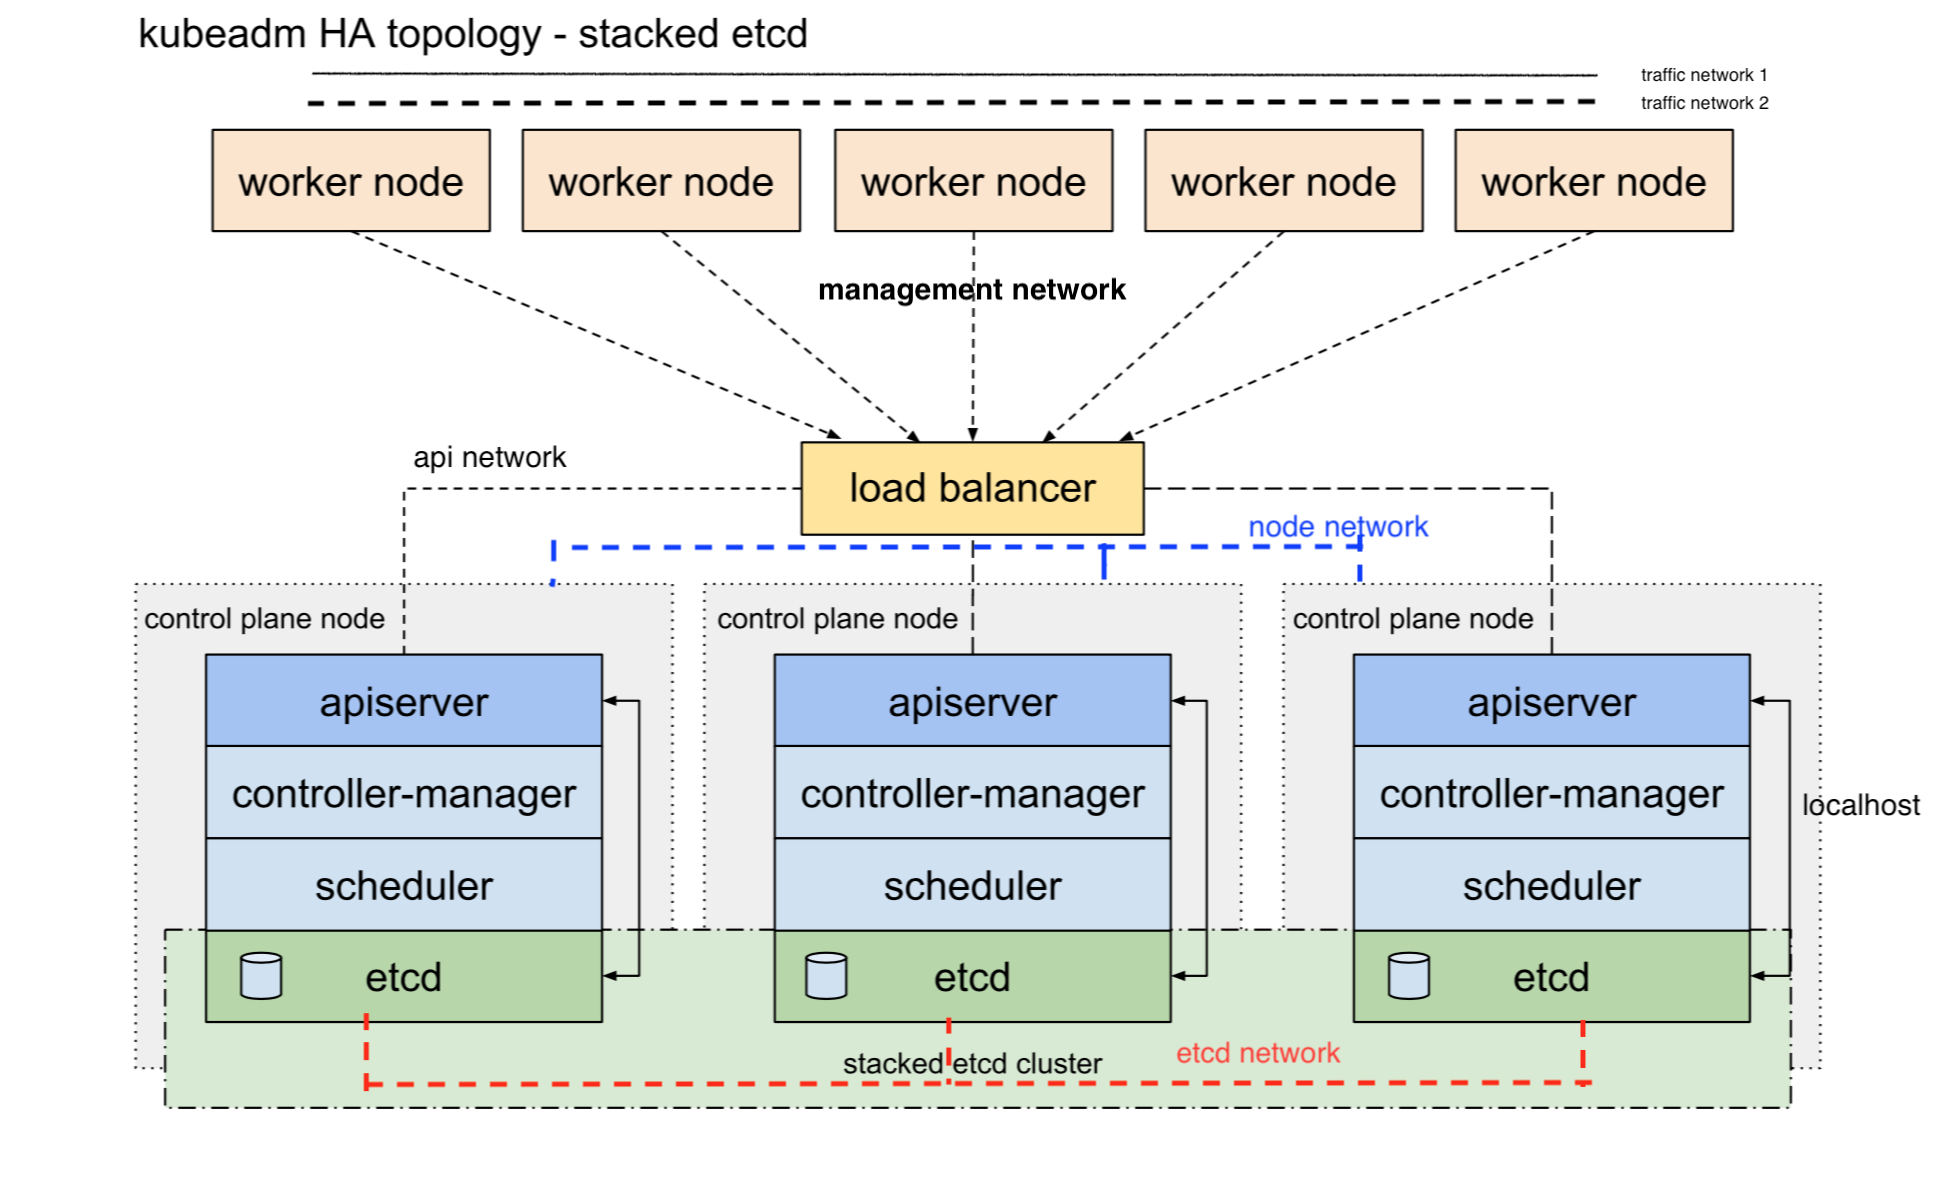 kubeadm HA topology - stacked etcd
traffic network 1
traffic network 2
worker node
worker node
worker node
worker node
worker node
management network
api network
load balancer
node network
control plane node
control plane node
control plane node
apiserver
apiserver
apiserver
controller-manager
controller-manager
controller-manager
localhost
scheduler
scheduler
scheduler
etcd
etcd
etcd
stacked etcd cluster
etcd network